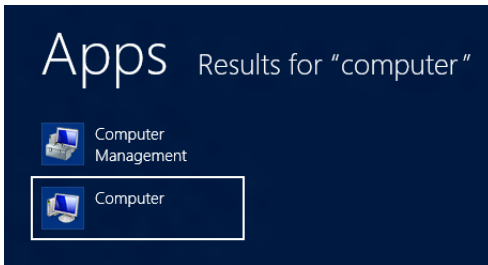 Apps Results for “computer”
Computer
Management
Computer